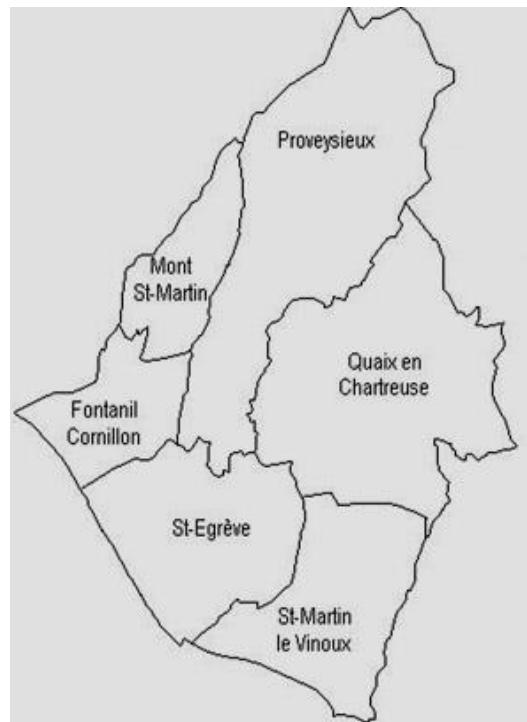 Proveysieux
Mont
St-Martin
Quaix en
Chartreuse
Fontanil
Cornillon
St-Egrève
St-Martin
le Vinoux